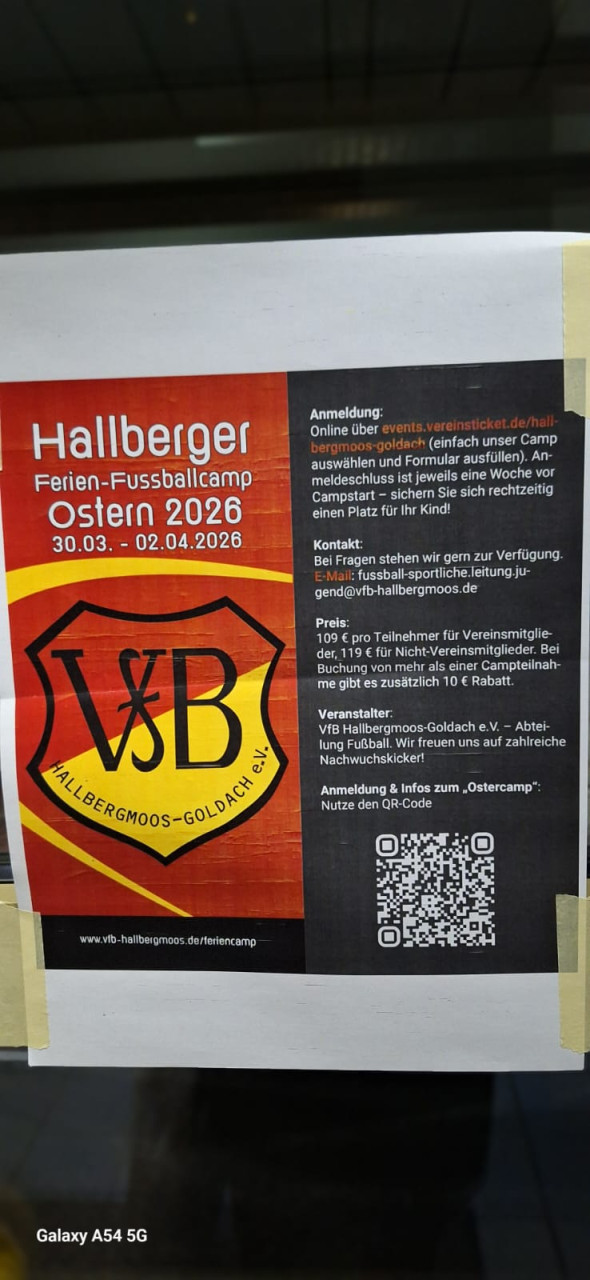 Hallberger
Ferien-Fussballcamp
Ostern 2026
30.03. - 02.04.2026
VfB
HALLBERGMOOS-GOLDACH e.V.
www.vfb-hallbergmoos.de/feriencamp
Anmeldung:
Online über events.vereinsticket.de/hall-
bergmoos-goldach (einfach unser Camp
auswählen und Formular ausfüllen). An-
meldeschluss ist jeweils eine Woche vor
Campstart – sichern Sie sich rechtzeitig
einen Platz für Ihr Kind!
Kontakt:
Bei Fragen stehen wir gern zur Verfügung.
E-Mail: fussball-sportliche.leitung.ju-
gend@vfb-hallbergmoos.de
Preis:
109 € pro Teilnehmer für Vereinsmitglie-
der, 119 € für Nicht-Vereinsmitglieder. Bei
Buchung von mehr als einer Campteilnah-
me gibt es zusätzlich 10 € Rabatt.
Veranstalter:
VfB Hallbergmoos-Goldach e.V. – Abtei-
lung Fußball. Wir freuen uns auf zahlreiche
Nachwuchskicker!
Anmeldung & Infos zum „Ostercamp“:
Nutze den QR-Code
Galaxy A54 5G